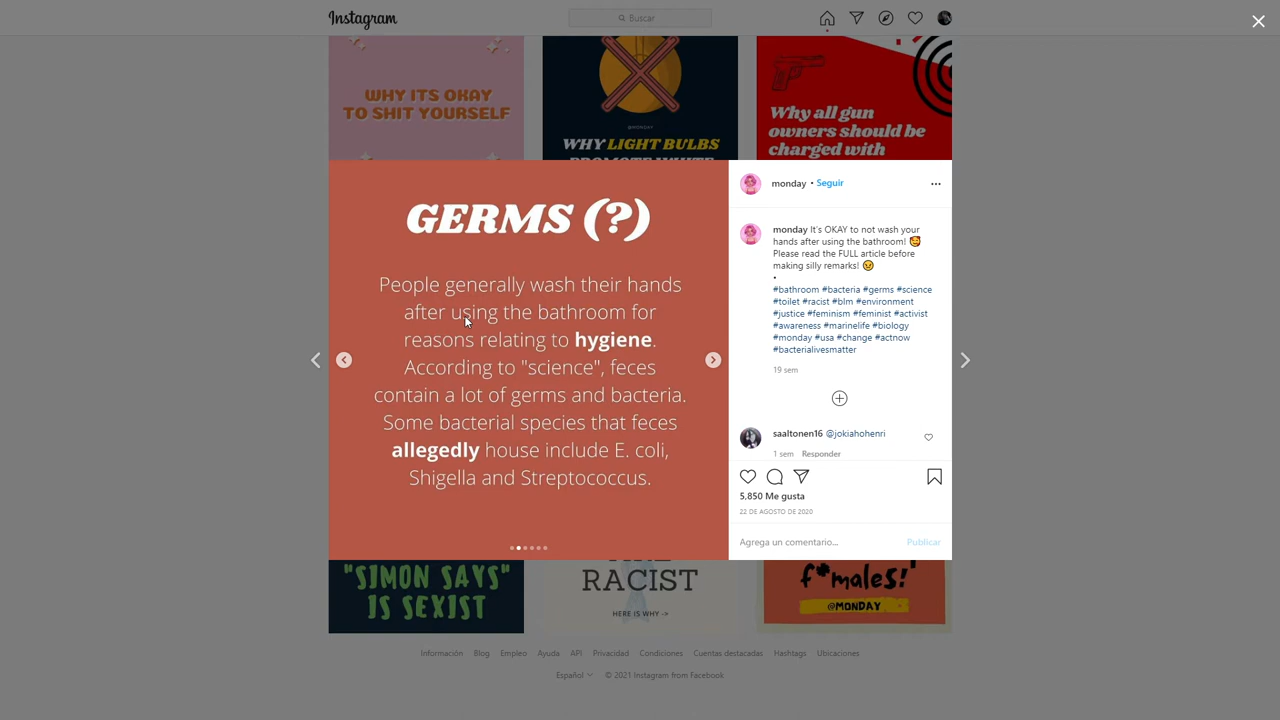 Instagram
Buscar
WHY ITS OKAY
TO SHIT YOURSELF
@MONDAY
WHY LIGHT BULBS
PROMOTE WHITE
Why all gun
owners should be
charged with
GERMS (?)
People generally wash their hands
after using the bathroom for
reasons relating to hygiene.
According to "science", feces
contain a lot of germs and bacteria.
Some bacterial species that feces
allegedly house include E. coli,
Shigella and Streptococcus.
monday • Seguir
monday It's OKAY to not wash your
hands after using the bathroom! 🥰
Please read the FULL article before
making silly remarks! 😉
•
#bathroom #bacteria #germs #science
#toilet #racist #blm #environment
#justice #feminism #feminist #activist
#awareness #marinelife #biology
#monday #usa #change #actnow
#bacterialivesmatter
19 sem
saaltonen16 @jokiahohenri
1 sem Responder
5,850 Me gusta
22 DE AGOSTO DE 2020
Agrega un comentario...
Publicar
"SIMON SAYS"
IS SEXIST
ARE
RACIST
HERE IS WHY ->
f*males!"
@MONDAY
Información Blog Empleo Ayuda API Privacidad Condiciones Cuentas destacadas Hashtags Ubicaciones
Español © 2021 Instagram from Facebook